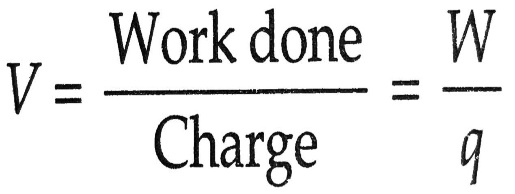 V = Work done / Charge = W / q